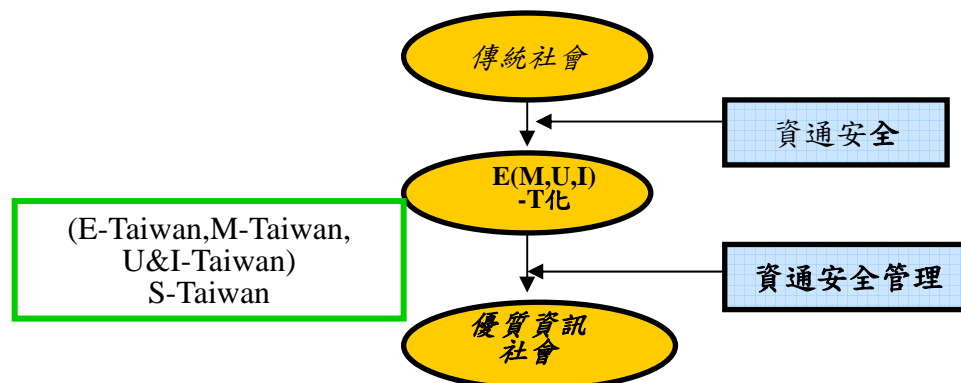 傳統社會
資通安全
E(M,U,I)
-T化
(E-Taiwan,M-Taiwan,
U&I-Taiwan)
S-Taiwan
資通安全管理
優質資訊
社會